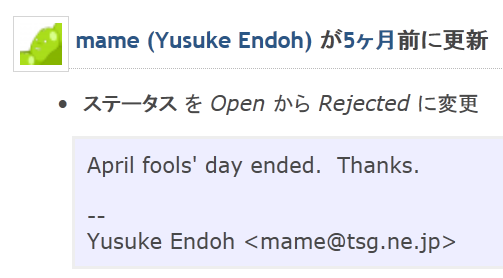 mame (Yusuke Endoh) が5ヶ月前に更新
• ステータス を Open から Rejected に変更
April fools' day ended.  Thanks.
--
Yusuke Endoh <mame@tsg.ne.jp>